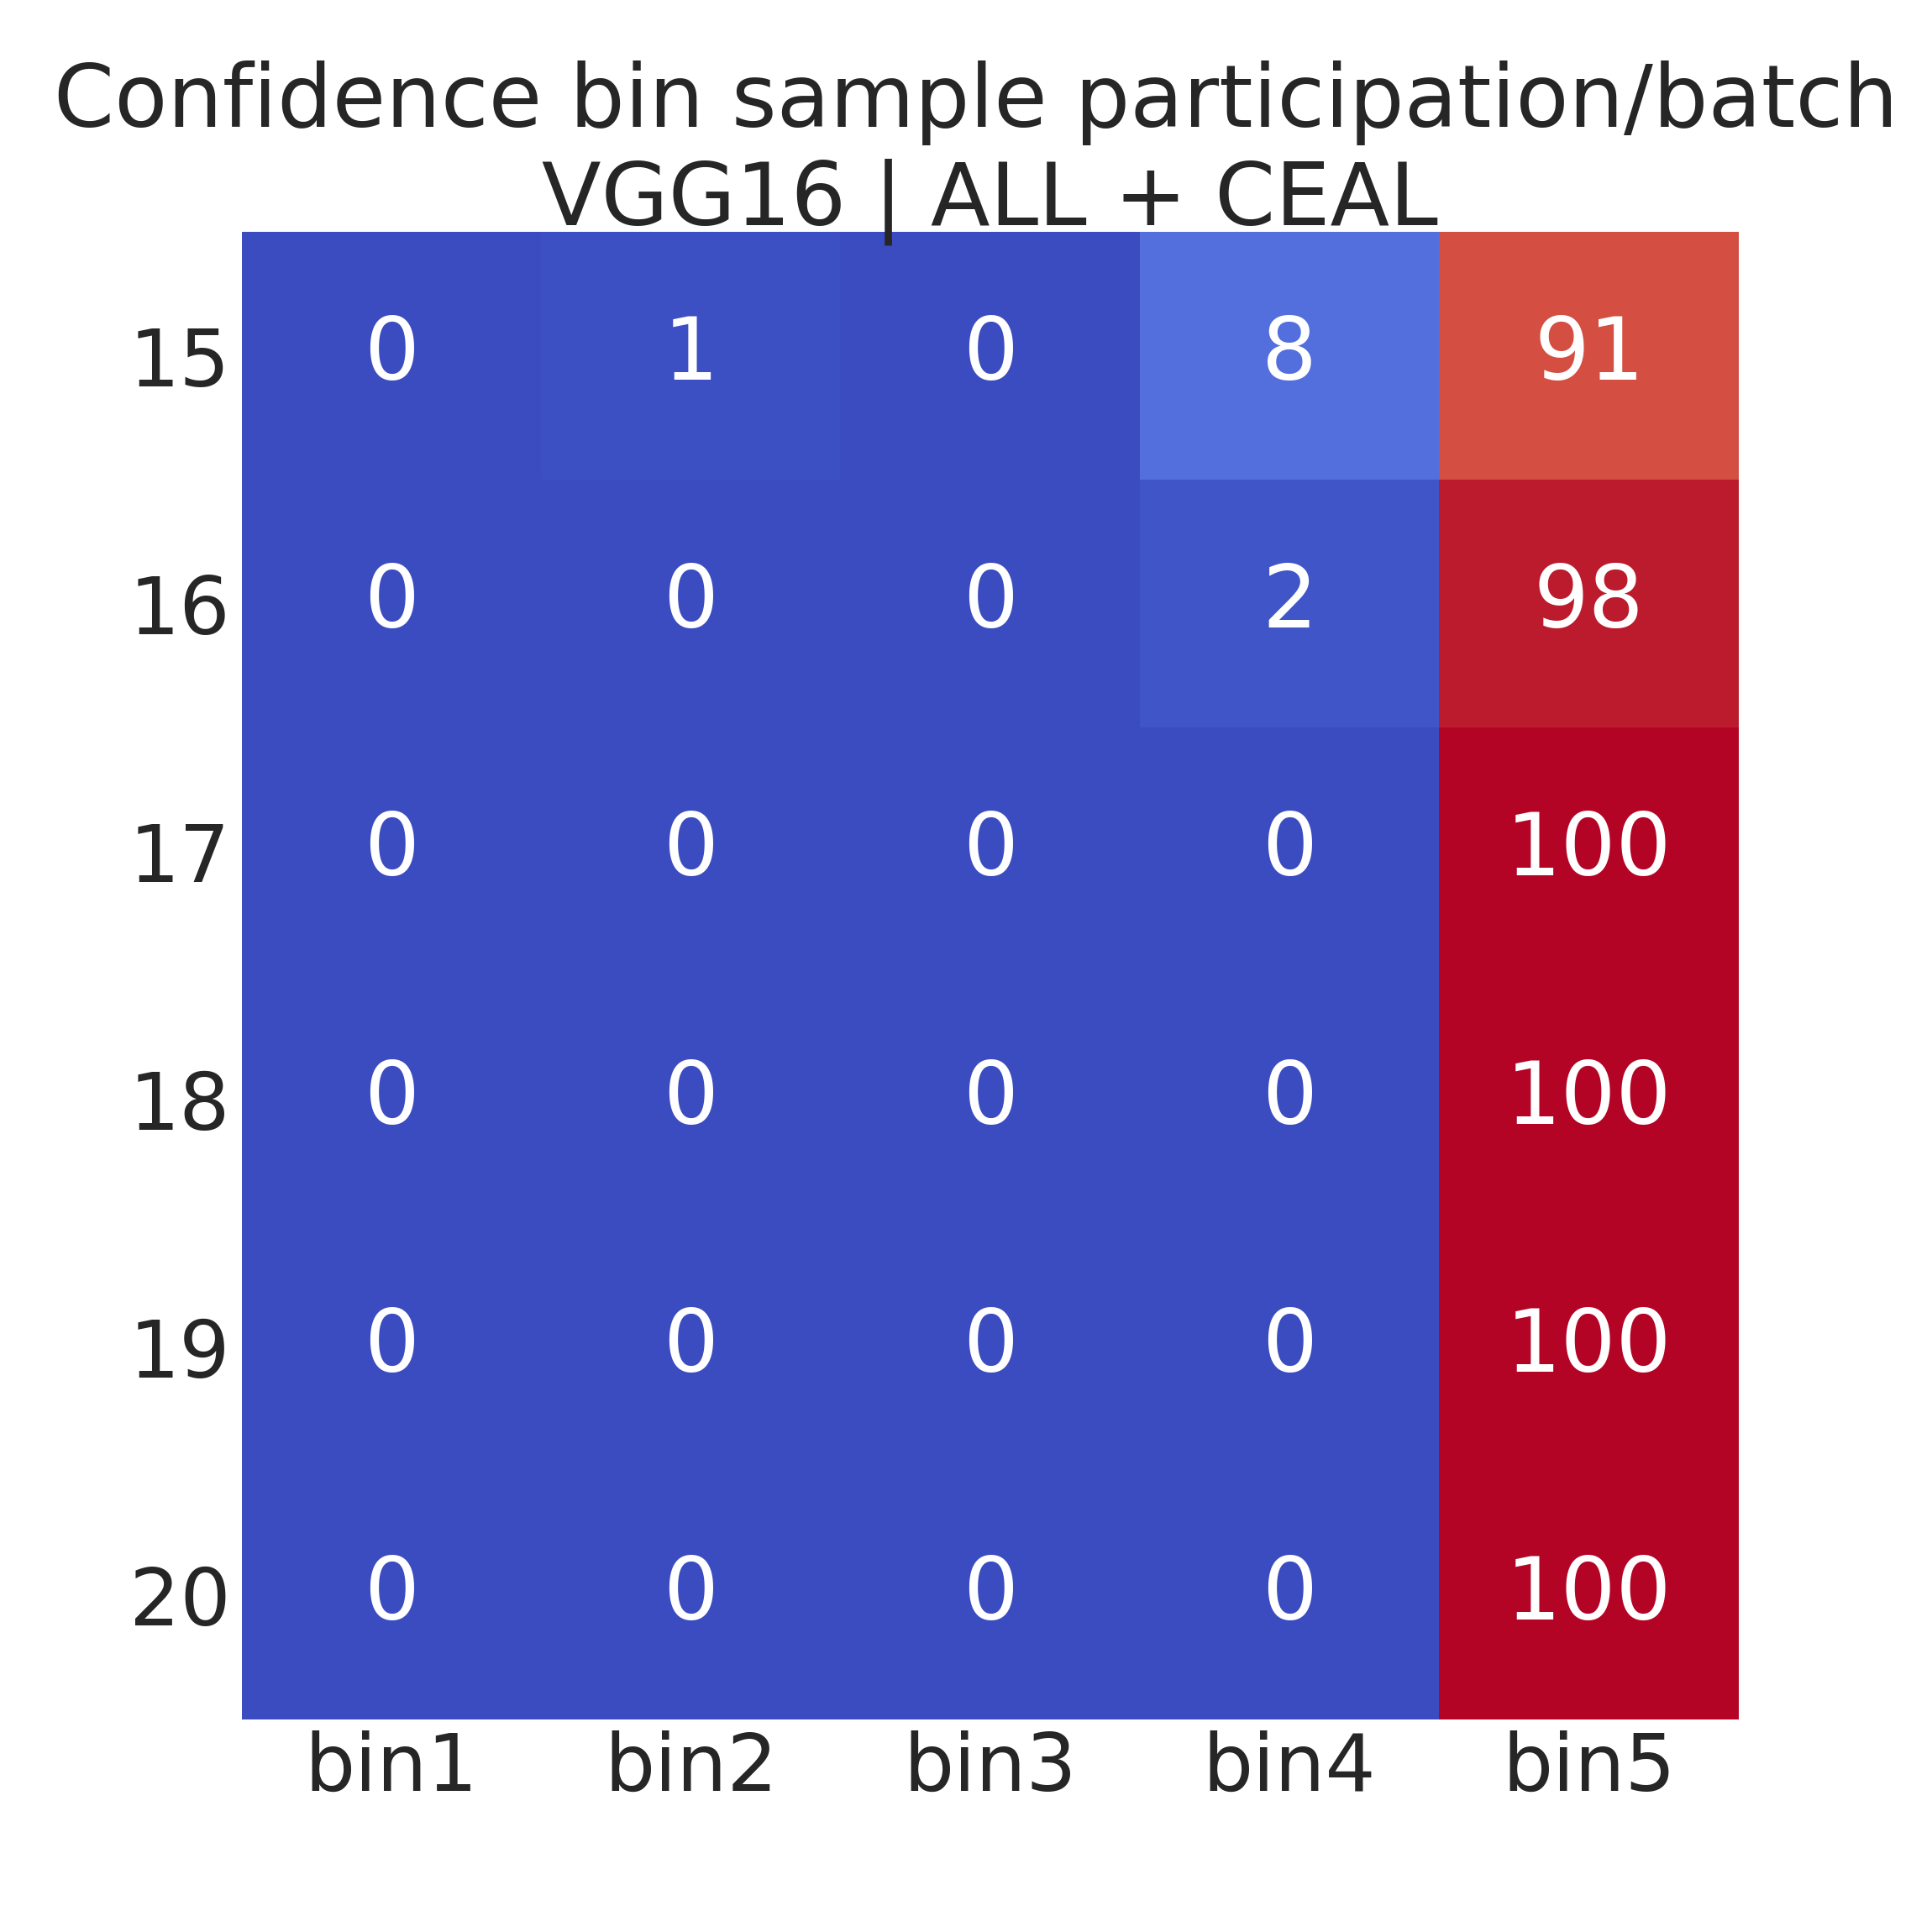 Confidence bin sample participation/batch
VGG16 | ALL + CEAL
15 0 1 0 8 91
16 0 0 0 2 98
17 0 0 0 0 100
18 0 0 0 0 100
19 0 0 0 0 100
20 0 0 0 0 100
bin1 bin2 bin3 bin4 bin5